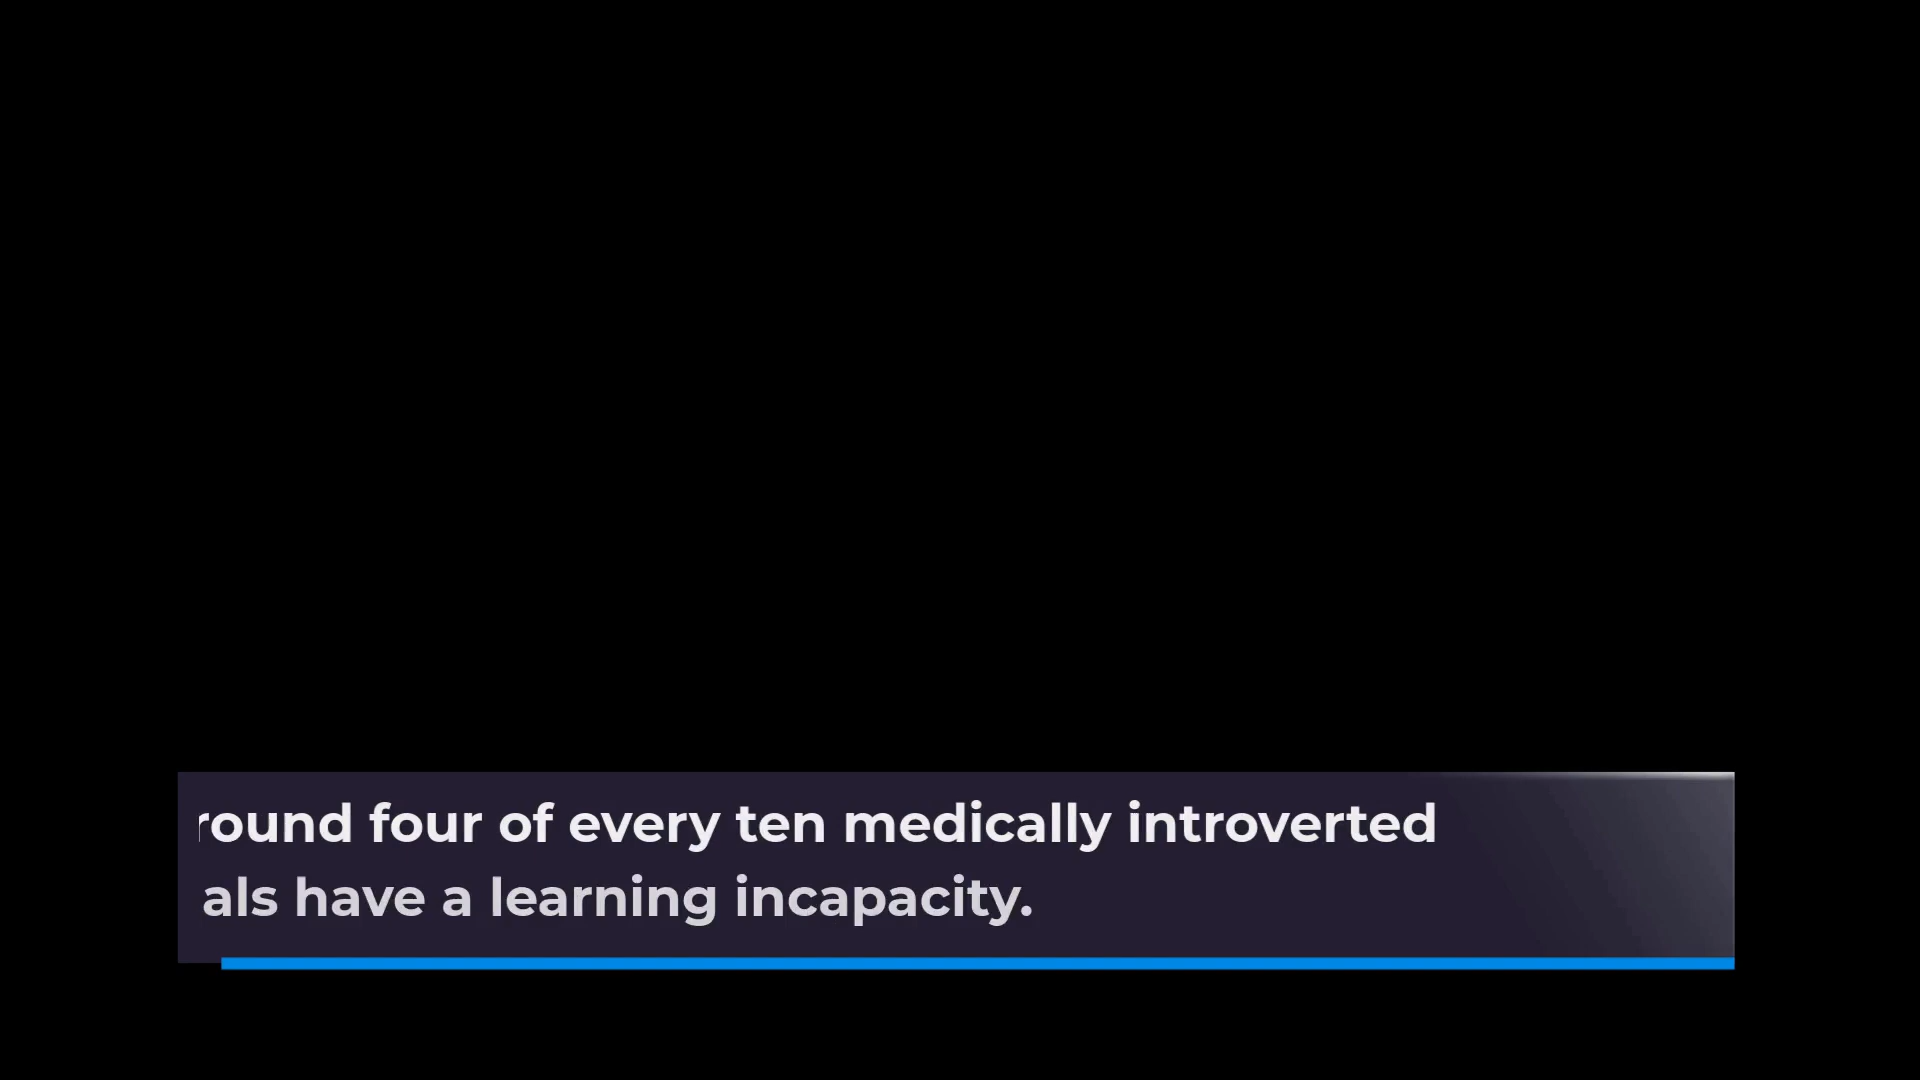 round four of every ten medically introverted
als have a learning incapacity.